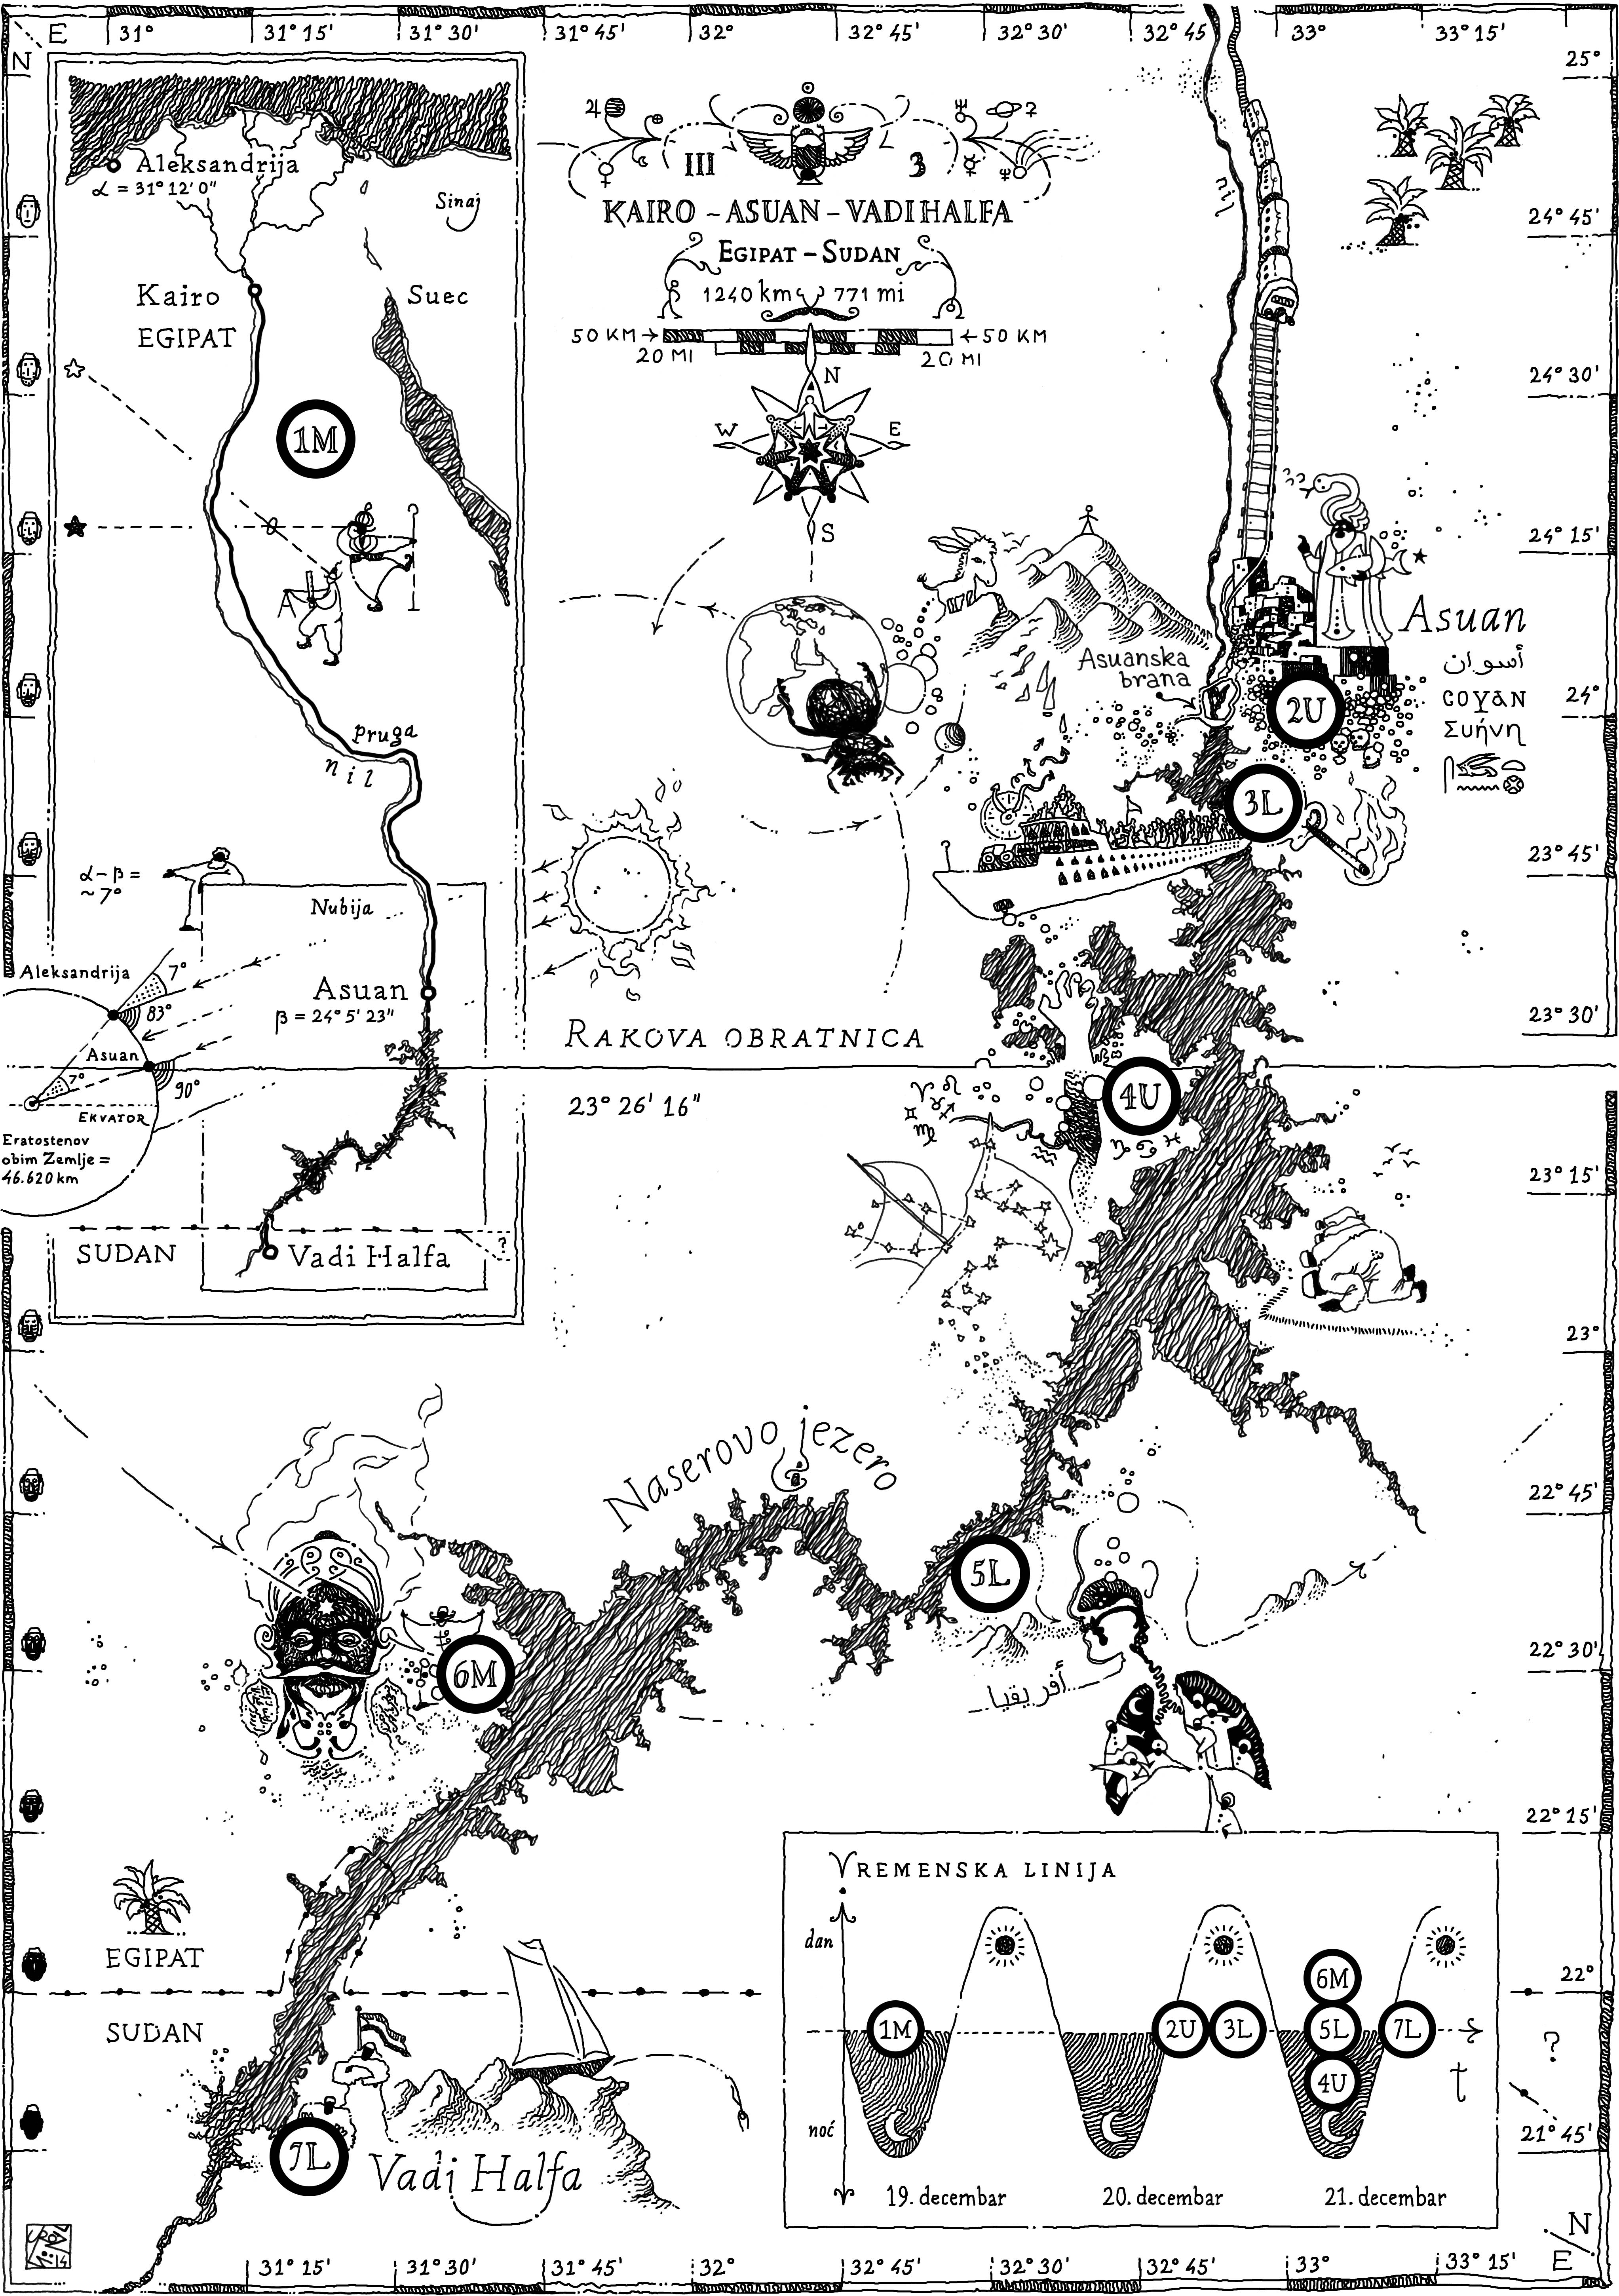 E
31°
31° 15'
31° 30'
31° 45'
32°
32° 45'
32° 30'
32° 45'
33°
33° 15'
N
25°
24° 45'
24° 30'
24° 15'
24°
23° 45'
23° 30'
23° 15'
23°
22° 45'
22° 30'
22° 15'
22°
21° 45'
Aleksandrija
α = 31° 12' 0"
Sinaj
Kairo
EGIPAT
Suec
1M
pruga
nil
α-β =
~7°
Nubija
Asuan
β = 24° 5' 23"
Aleksandrija
7°
83°
Asuan
7°
90°
EKVATOR
Eratostenov
obim Zemlje =
46.620 km
SUDAN
Vadi Halfa
?
III
3
KAIRO – ASUAN – VADI HALFA
EGIPAT – SUDAN
1240 km
771 mi
50 KM
50 KM
20 MI
20 MI
N
W
E
S
nil
Asuan
أسوان
ⲥⲟⲩⲁⲛ
Συήνη
Asuanska
brana
2U
3L
RAKOVA OBRATNICA
23° 26' 16"
4U
Naserovo jezero
5L
أفريقيا
6M
EGIPAT
SUDAN
7L
Vadi Halfa
VREMENSKA LINIJA
dan
noć
1M
2U
3L
6M
5L
4U
7L
t
19. decembar
20. decembar
21. decembar
?
N
E
31° 15'
31° 30'
31° 45'
32°
32° 45'
32° 30'
32° 45'
33°
33° 15'